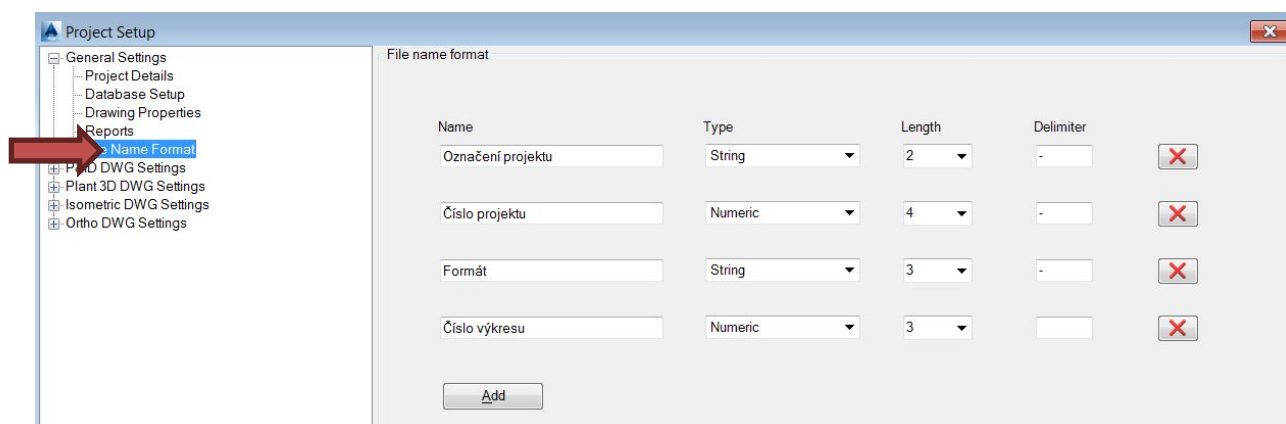 Project Setup
General Settings
Project Details
Database Setup
Drawing Properties
Reports
Name Format
DWG Settings
Plant 3D DWG Settings
Isometric DWG Settings
Ortho DWG Settings
File name format
Name Type Length Delimiter
Označení projektu String 2 -
Číslo projektu Numeric 4 -
Formát String 3 -
Číslo výkresu Numeric 3
Add